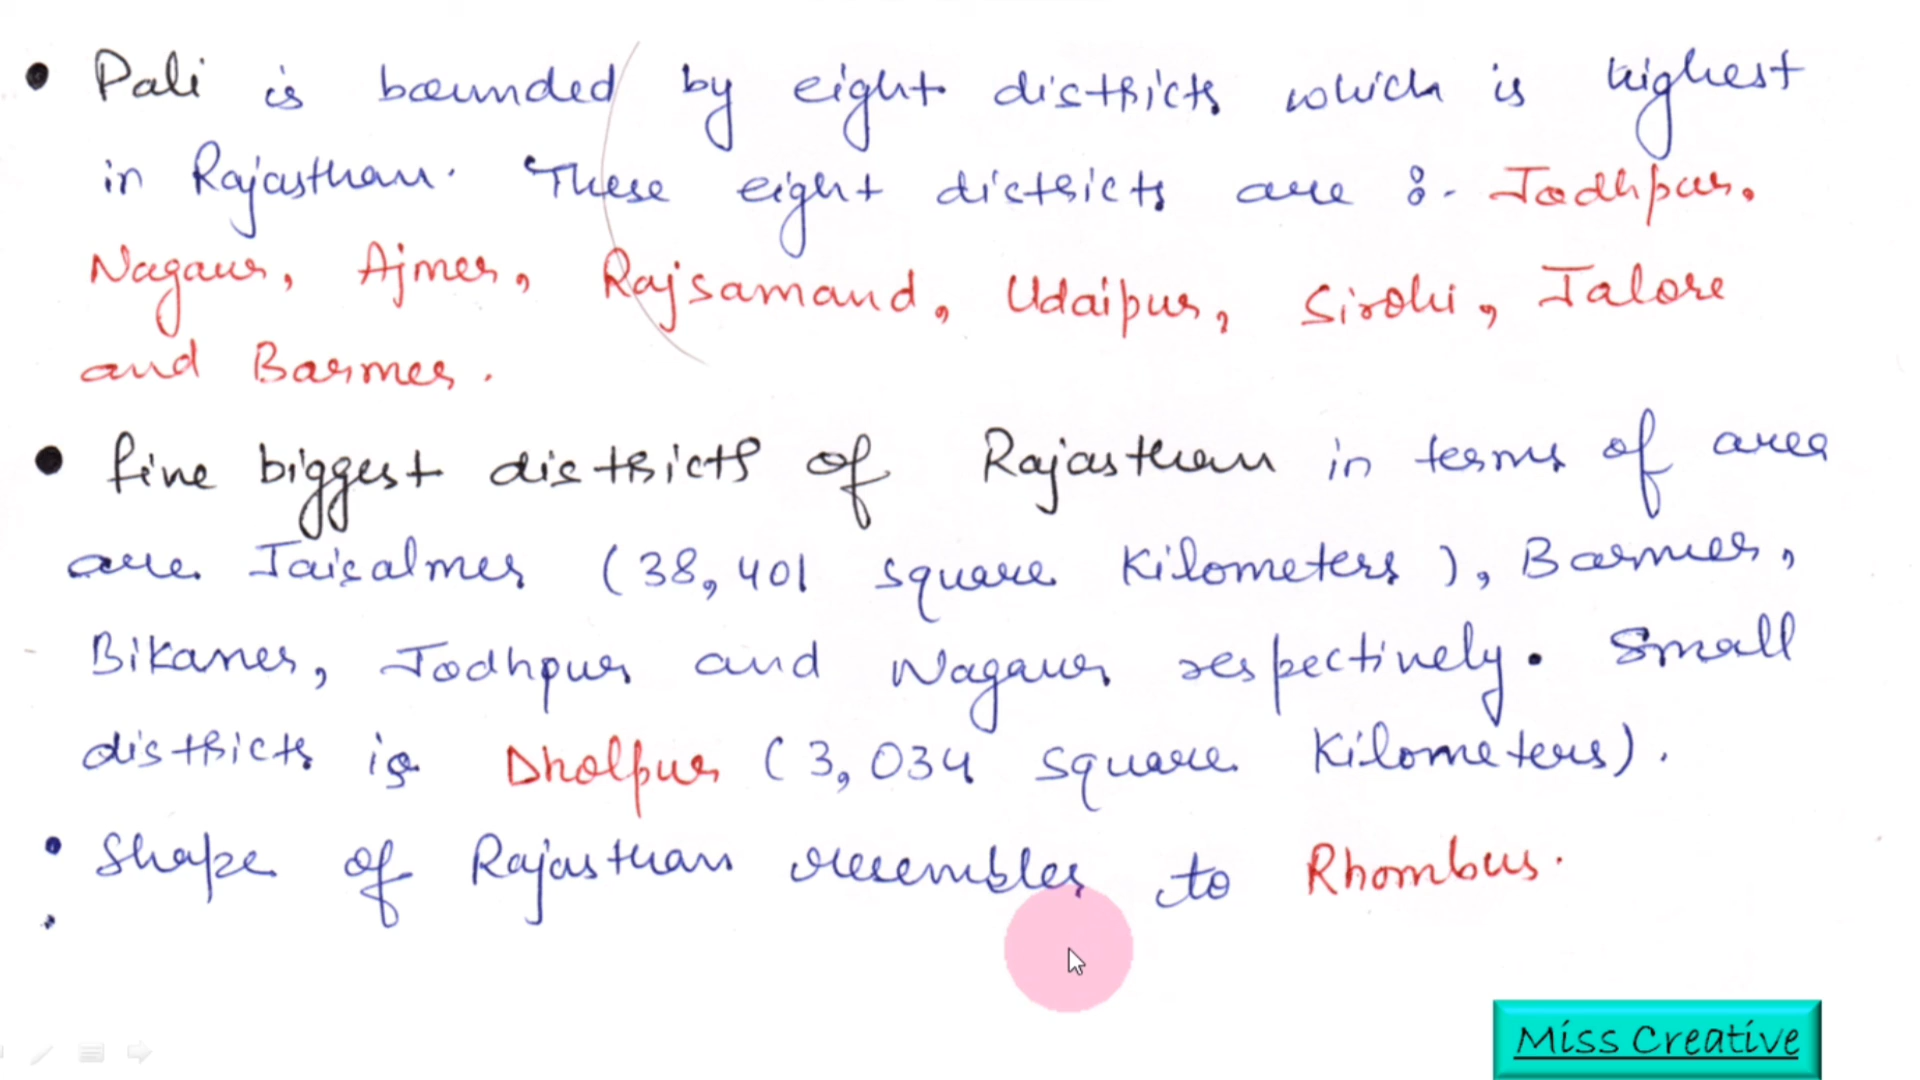 • Pali is bounded by eight districts which is highest
in Rajasthan. These eight districts are :- Jodhpur,
Nagaur, Ajmer, Rajsamand, Udaipur, Sirohi, Jalore
and Barmer.
• five biggest districts of Rajasthan in terms of area
are Jaisalmer (38,401 square Kilometers), Barmer,
Bikaner, Jodhpur and Nagaur respectively. Small
districts is Dholpur (3,034 square Kilometers).
• Shape of Rajasthan resembles to Rhombus.
Miss Creative